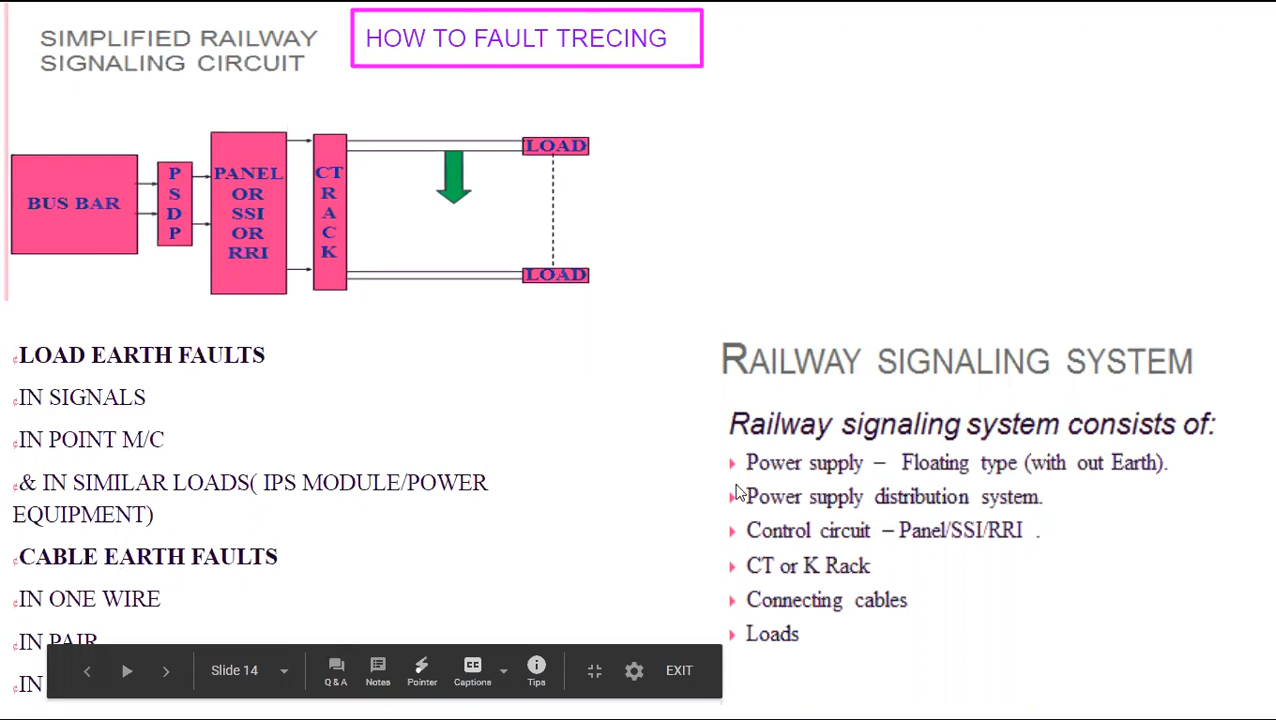 SIMPLIFIED RAILWAY
SIGNALING CIRCUIT
HOW TO FAULT TRECING
BUS BAR
P
S
D
P
PANEL
OR
SSI
OR
RRI
CT
R
A
C
K
LOAD
LOAD
LOAD EARTH FAULTS
IN SIGNALS
IN POINT M/C
& IN SIMILAR LOADS( IPS MODULE/POWER
EQUIPMENT)
CABLE EARTH FAULTS
IN ONE WIRE
IN PAIR
IN
RAILWAY SIGNALING SYSTEM
Railway signaling system consists of:
Power supply – Floating type (with out Earth).
Power supply distribution system.
Control circuit – Panel/SSI/RRI .
CT or K Rack
Connecting cables
Loads
Slide 14
Q & A
Notes
Pointer
CC
Captions
Tips
EXIT